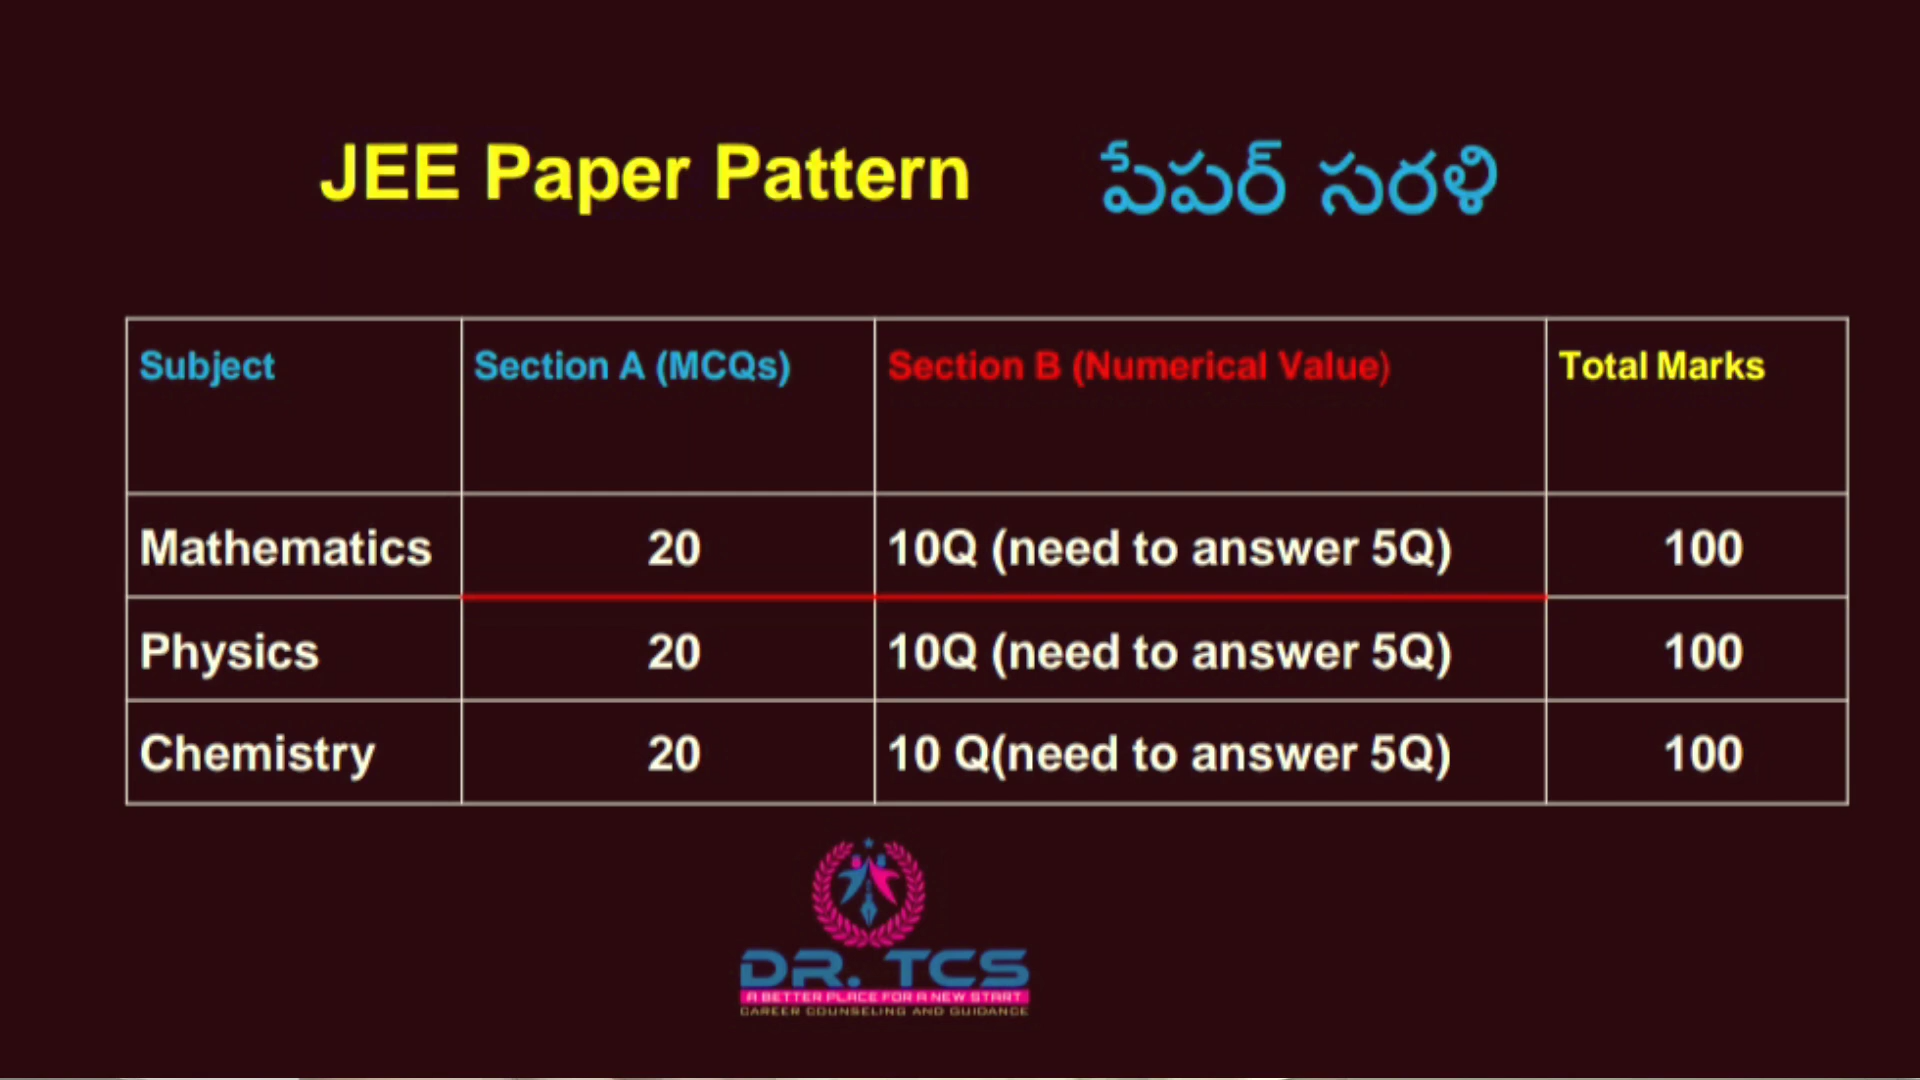 JEE Paper Pattern పేపర్ సరళి
Subject Section A (MCQs) Section B (Numerical Value) Total Marks
Mathematics 20 10Q (need to answer 5Q) 100
Physics 20 10Q (need to answer 5Q) 100
Chemistry 20 10 Q(need to answer 5Q) 100
DR. TCS
A BETTER PLACE FOR A NEW START
CAREER COUNSELING AND GUIDANCE